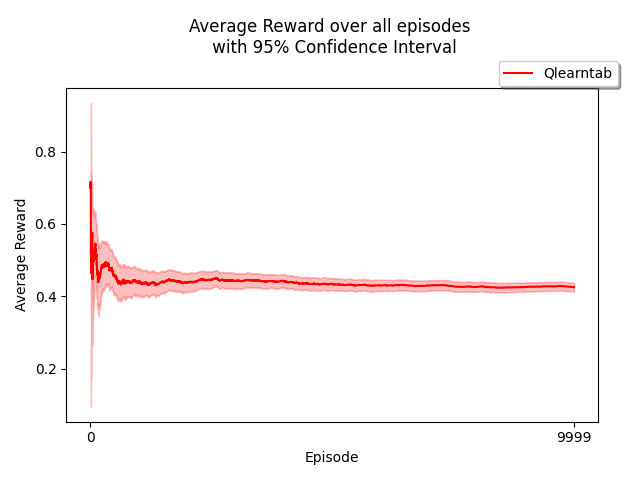 Average Reward over all episodes
with 95% Confidence Interval
Qlearntab
Average Reward
0.8
0.6
0.4
0.2
0
9999
Episode